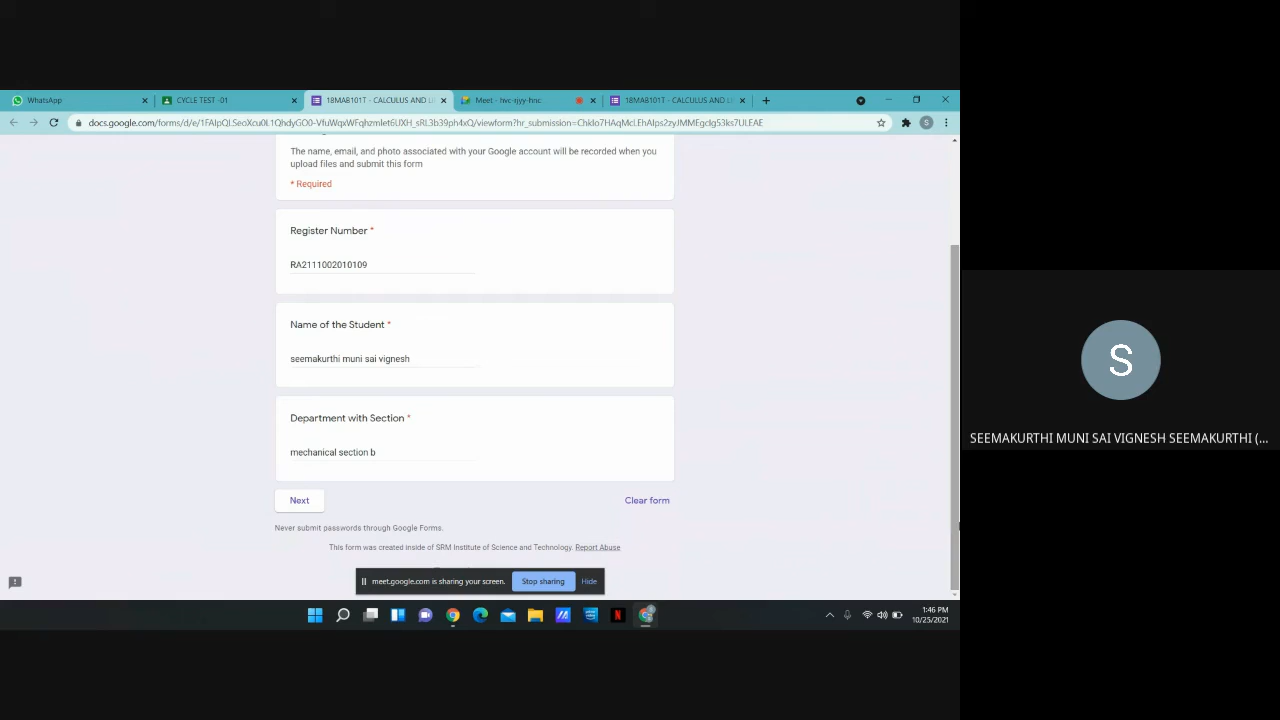 WhatsApp
CYCLE TEST -01
18MAB101T - CALCULUS AND LI
Meet - hvc-rjyy-hnc
18MAB101T - CALCULUS AND LI
The name, email, and photo associated with your Google account will be recorded when you
upload files and submit this form
* Required
Register Number *
RA2111002010109
Name of the Student *
seemakurthi muni sai vignesh
Department with Section *
mechanical section b
Next
Clear form
Never submit passwords through Google Forms.
This form was created inside of SRM Institute of Science and Technology. Report Abuse
meet.google.com is sharing your screen.
Stop sharing
Hide
1:46 PM
10/25/2021
S
SEEMAKURTHI MUNI SAI VIGNESH SEEMAKURTHI (...